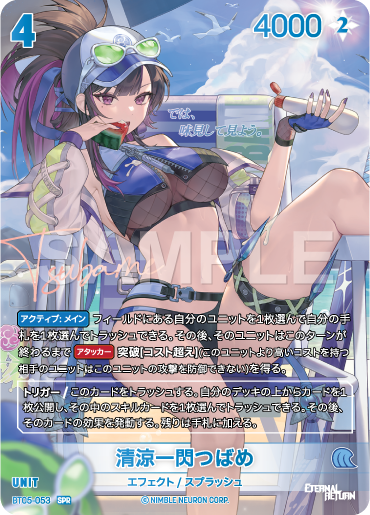 4
4000 2
では、
味見して見よう。
SAMPLE
Tsubame
アクティブ:メイン フィールドにある自分のユニットを1枚選んで自分の手
札を1枚選んでトラッシュできる。その後、そのユニットはこのターンが
終わるまで アタッカー 突破[コスト超え](このユニットより高いコストを持つ
相手のユニットはこのユニットの攻撃を防御できない)を得る。
トリガー / このカードをトラッシュする。自分のデッキの上からカードを1
枚公開し、その中のスキルカードを1枚選んでトラッシュできる。その後、
そのカードの効果を発動する。残りは手札に加える。
清涼一閃つばめ
UNIT
エフェクト / スプラッシュ
BTC5-053 SPR
© NIMBLE NEURON CORP.
ETERNAL
RETURN